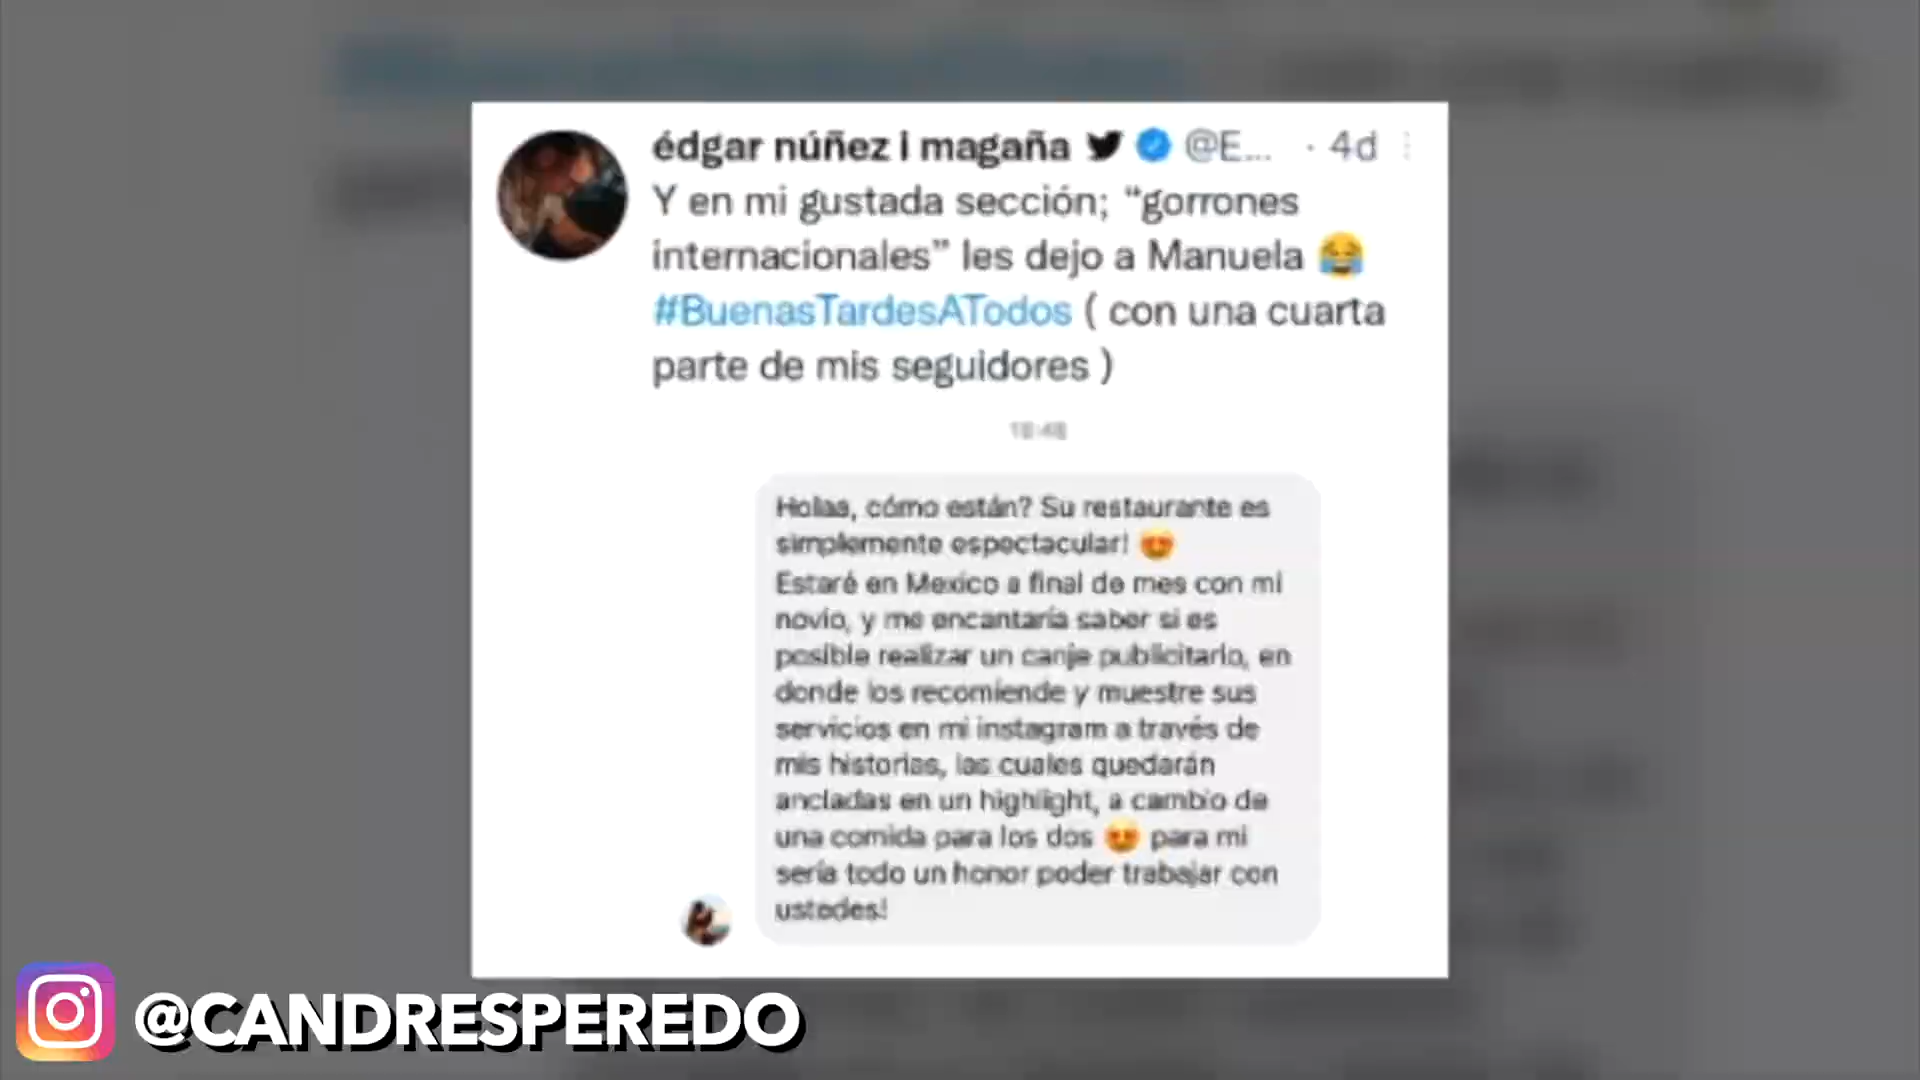 édgar núñez i magaña @E... · 4d
Y en mi gustada sección; “gorrones
internacionales” les dejo a Manuela 😂
#BuenasTardesATodos ( con una cuarta
parte de mis seguidores )
18:48
Holaa, cómo están? Su restaurante es
simplemente espectacular! 😍
Estaré en Mexico a final de mes con mi
novio, y me encantaría saber si es
posible realizar un canje publicitario, en
donde los recomiende y muestre sus
servicios en mi instagram a través de
mis historias, las cuales quedarán
ancladas en un highlight, a cambio de
una comida para los dos 😍 para mi
sería todo un honor poder trabajar con
ustedes!
@CANDRESPEREDO